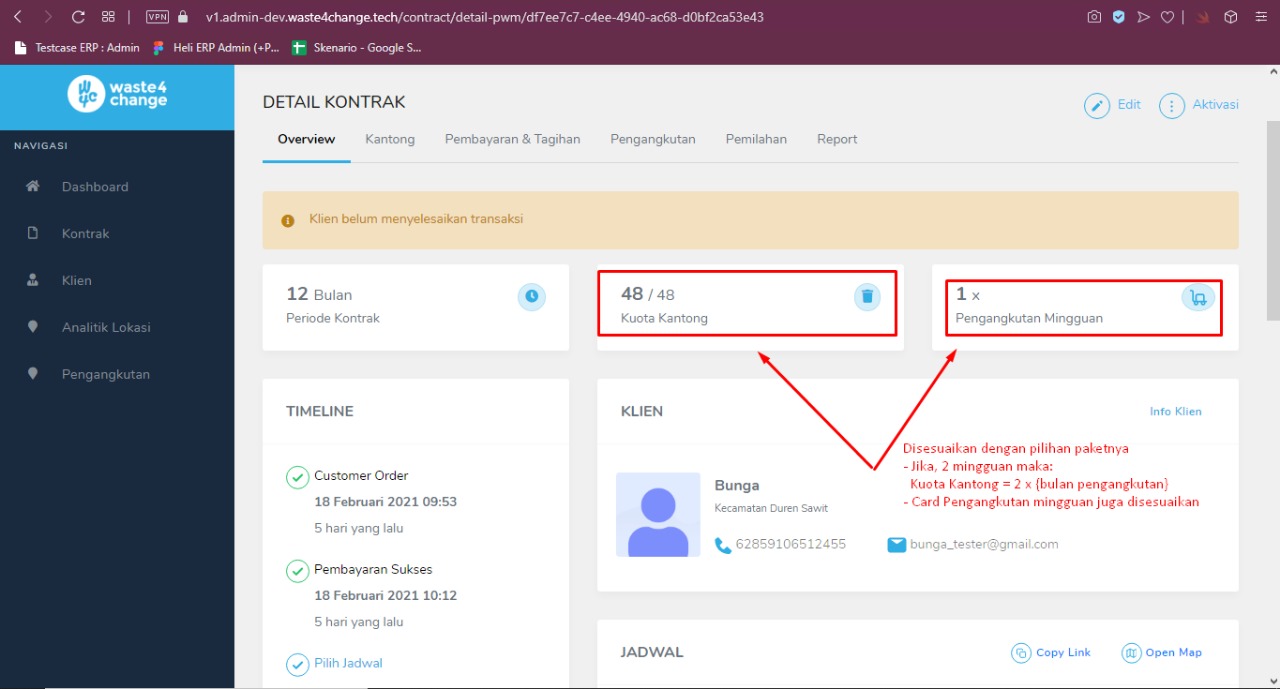 VPN
v1.admin-dev.waste4change.tech/contract/detail-pwm/df7ee7c7-c4ee-4940-ac68-d0bf2ca53e43
Testcase ERP : Admin
Heli ERP Admin (+P...
Skenario - Google S...
waste4
change
NAVIGASI
Dashboard
Kontrak
Klien
Analitik Lokasi
Pengangkutan
DETAIL KONTRAK
Edit
Aktivasi
Overview
Kantong
Pembayaran & Tagihan
Pengangkutan
Pemilahan
Report
Klien belum menyelesaikan transaksi
12 Bulan
Periode Kontrak
48 / 48
Kuota Kantong
1 x
Pengangkutan Mingguan
TIMELINE
Customer Order
18 Februari 2021 09:53
5 hari yang lalu
Pembayaran Sukses
18 Februari 2021 10:12
5 hari yang lalu
Pilih Jadwal
KLIEN
Info Klien
Bunga
Kecamatan Duren Sawit
62859106512455
bunga_tester@gmail.com
Disesuaikan dengan pilihan paketnya
- Jika, 2 mingguan maka:
Kuota Kantong = 2 x {bulan pengangkutan}
- Card Pengangkutan mingguan juga disesuaikan
JADWAL
Copy Link
Open Map